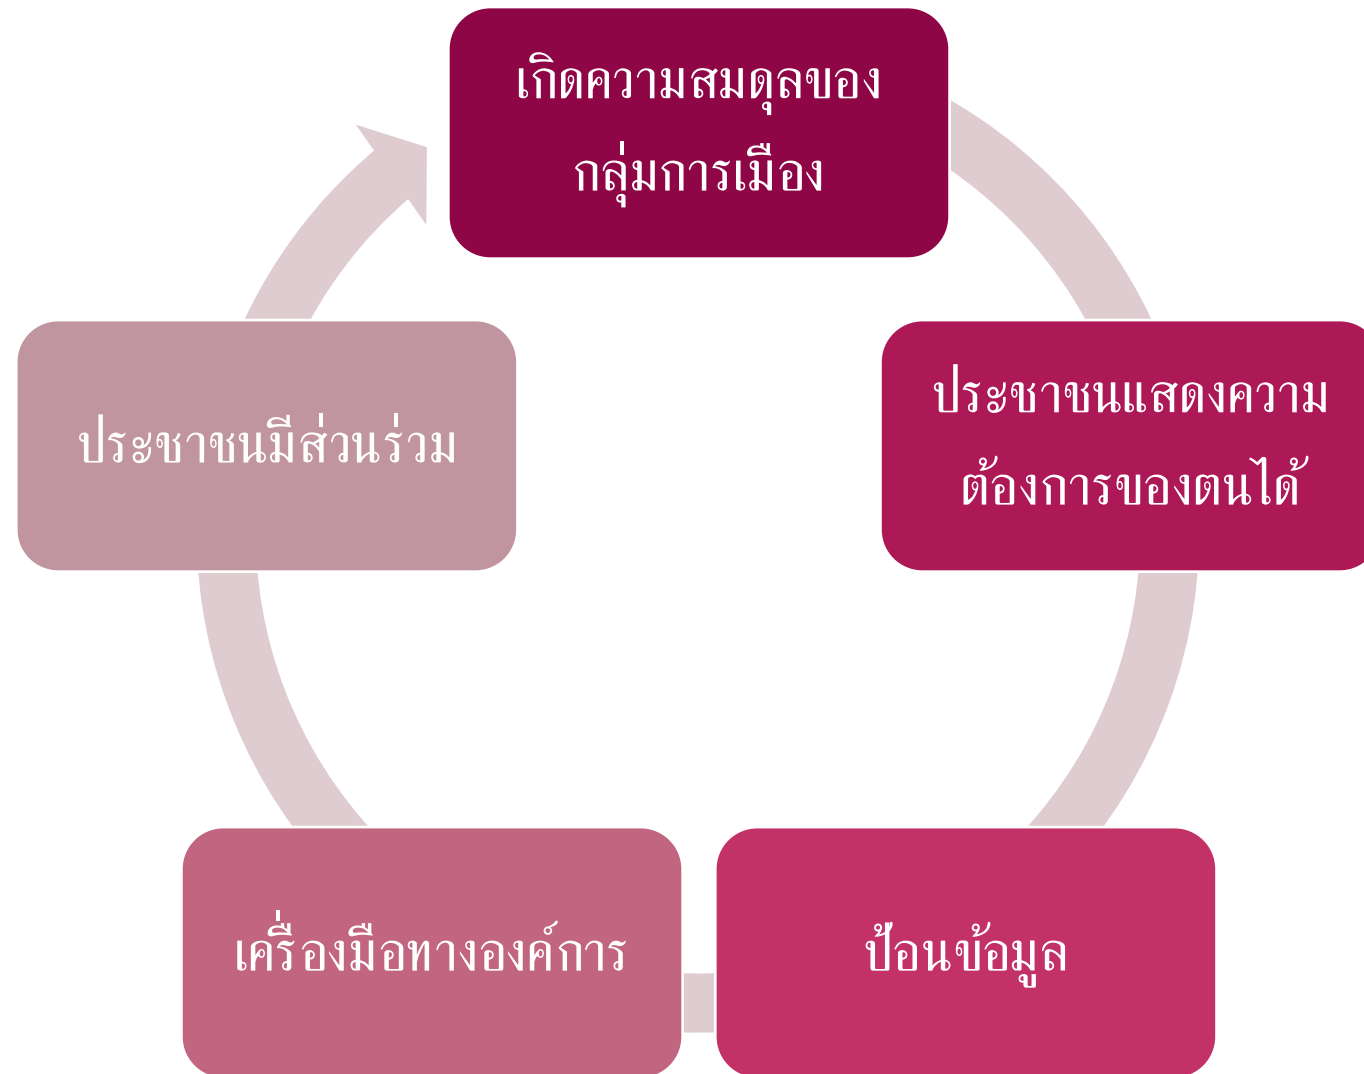 เกิดความสมดุลของ
กลุ่มการเมือง
ประชาชนแสดงความ
ต้องการของตนได้
ป้อนข้อมูล
เครื่องมือทางองค์การ
ประชาชนมีส่วนร่วม